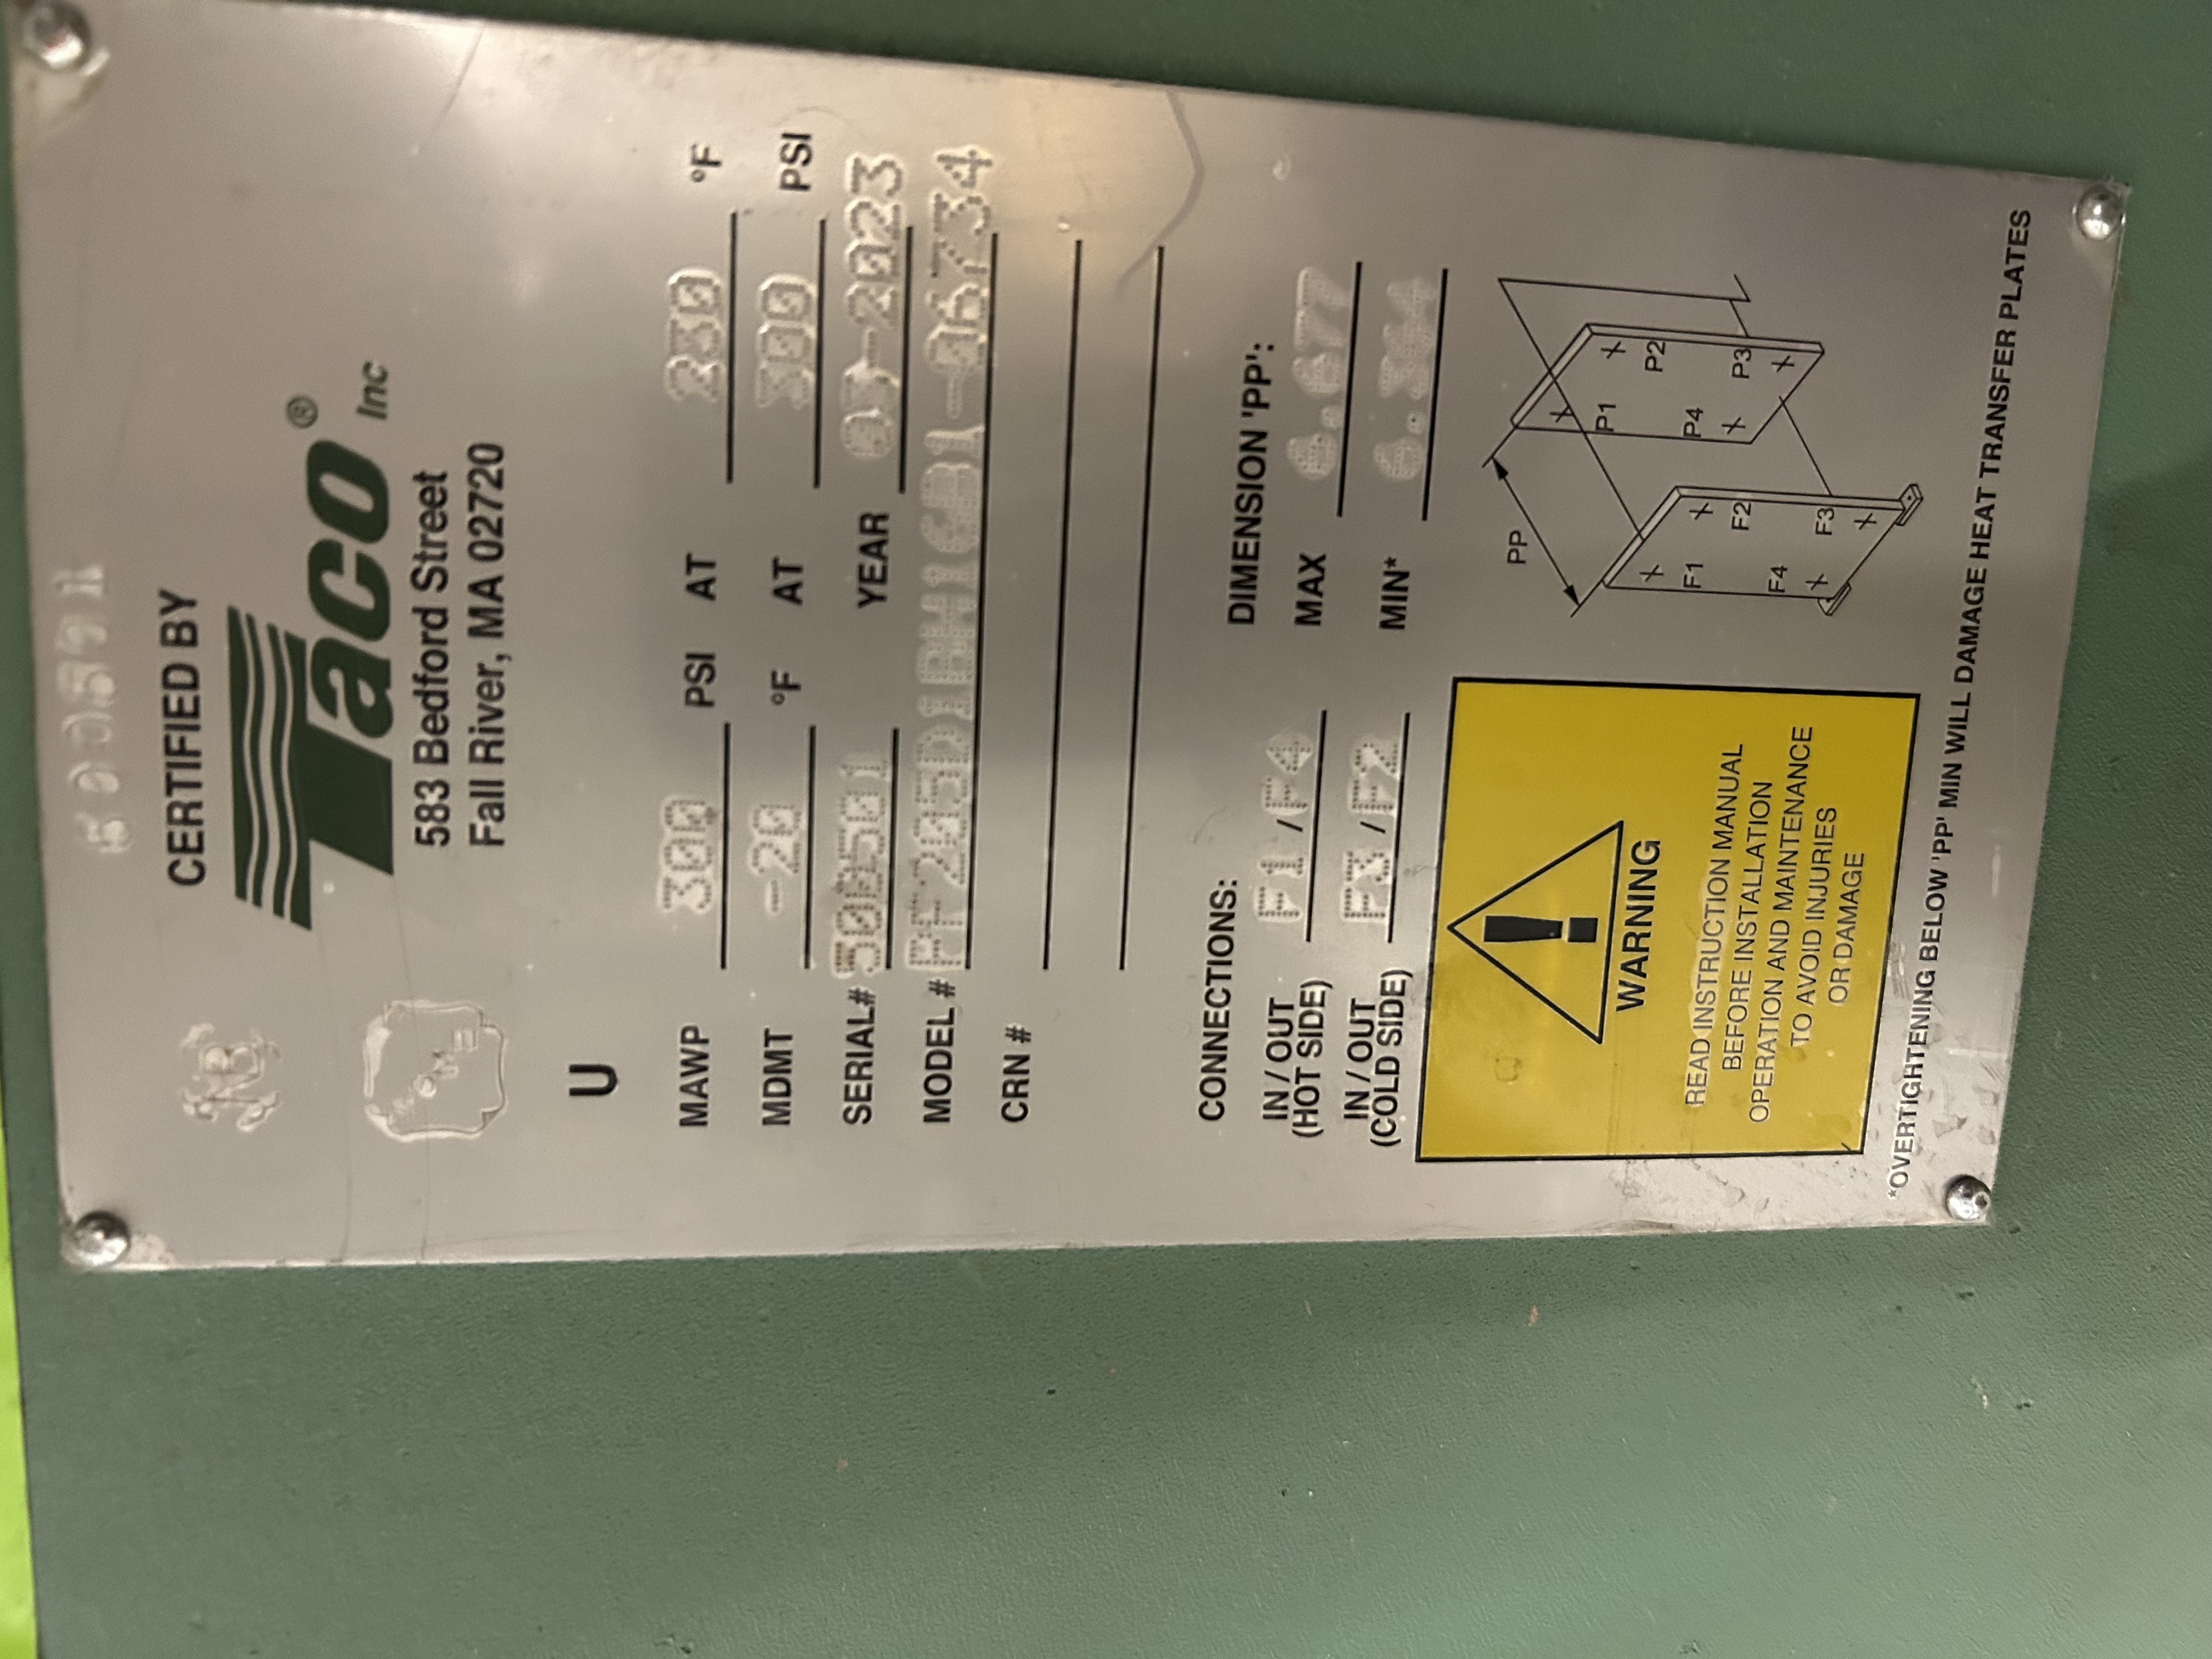 CERTIFIED BY
Taco® Inc
583 Bedford Street
Fall River, MA 02720
NB
U
MAWP 300 PSI AT 230 °F
MDMT -20 °F AT 300 PSI
SERIAL# 500501 YEAR 03-2023
MODEL #
CRN #
CONNECTIONS: DIMENSION 'PP':
IN / OUT
(HOT SIDE) F1 / F4 MAX 6.677
IN / OUT
(COLD SIDE) F3 / F2 MIN* 6.364
PP
P1
P2
P4
P3
F1
F2
F4
F3
WARNING
READ INSTRUCTION MANUAL
BEFORE INSTALLATION
OPERATION AND MAINTENANCE
TO AVOID INJURIES
OR DAMAGE
*OVERTIGHTENING BELOW 'PP' MIN WILL DAMAGE HEAT TRANSFER PLATES